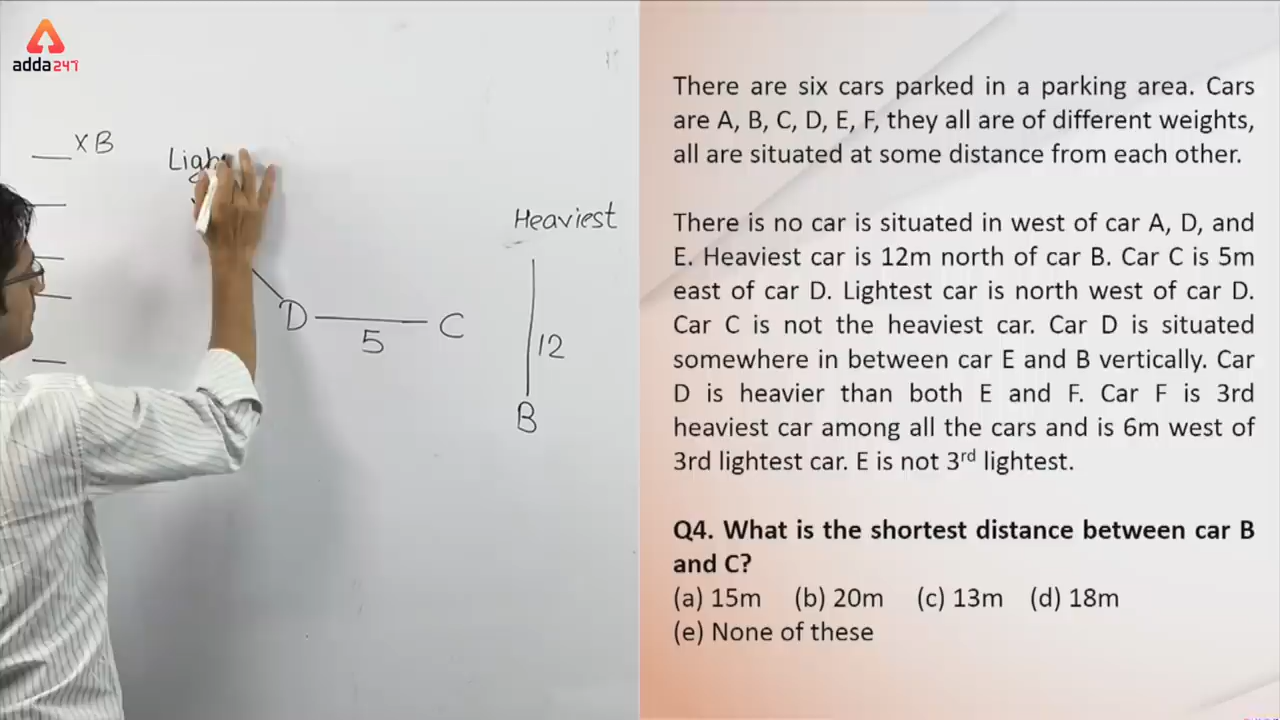 adda247
x B
Heaviest
D
5
C
12
B
There are six cars parked in a parking area. Cars
are A, B, C, D, E, F, they all are of different weights,
all are situated at some distance from each other.
There is no car is situated in west of car A, D, and
E. Heaviest car is 12m north of car B. Car C is 5m
east of car D. Lightest car is north west of car D.
Car C is not the heaviest car. Car D is situated
somewhere in between car E and B vertically. Car
D is heavier than both E and F. Car F is 3rd
heaviest car among all the cars and is 6m west of
3rd lightest car. E is not 3rd lightest.
Q4. What is the shortest distance between car B
and C?
(a) 15m (b) 20m (c) 13m (d) 18m
(e) None of these